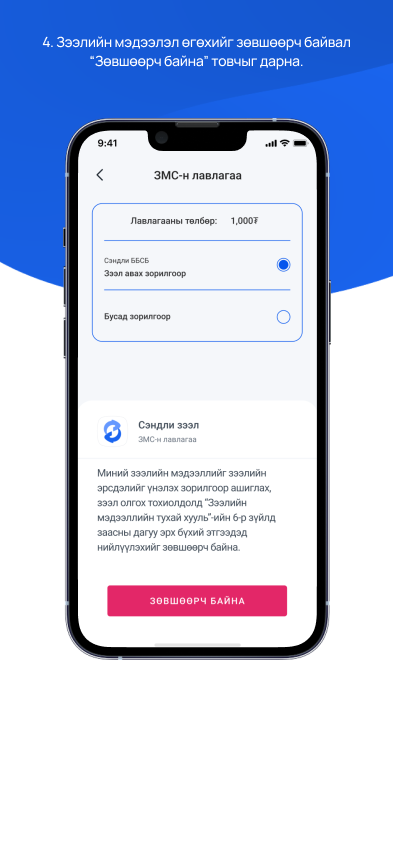 4. Зээлийн мэдээлэл өгөхийг зөвшөөрч байвал
“Зөвшөөрч байна” товчыг дарна.
9:41
ЗМС-н лавлагаа
Лавлагааны төлбөр: 1,000₮
Сэндли ББСБ
Зээл авах зорилгоор
Бусад зорилгоор
Сэндли зээл
ЗМС-н лавлагаа
Миний зээлийн мэдээллийг зээлийн
эрсдэлийг үнэлэх зорилгоор ашиглах,
зээл олгох тохиолдолд “Зээлийн
мэдээллийн тухай хууль”-ийн 6-р зүйлд
заасны дагуу эрх бүхий этгээдэд
нийлүүлэхийг зөвшөөрч байна.
ЗӨВШӨӨРЧ БАЙНА